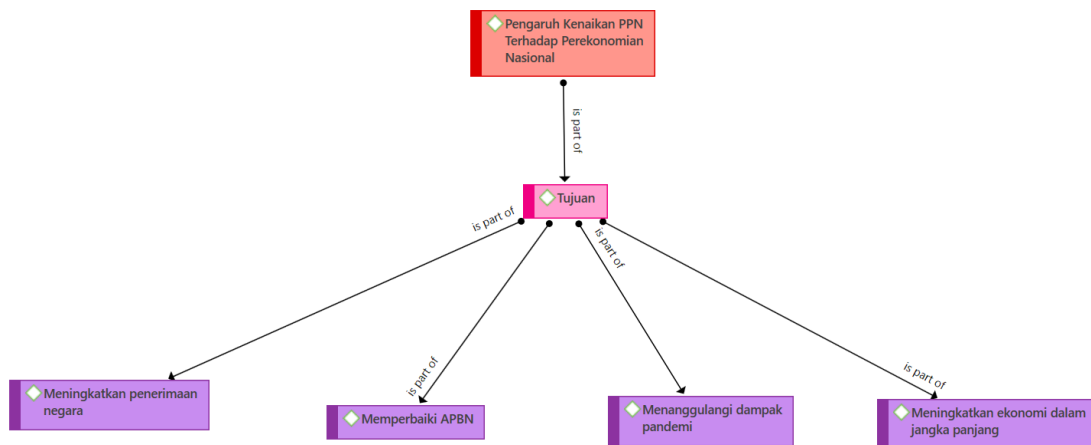 Pengaruh Kenaikan PPN
Terhadap Perekonomian
Nasional
is part of
Tujuan
is part of
is part of
is part of
is part of
Meningkatkan penerimaan
negara
Memperbaiki APBN
Menanggulangi dampak
pandemi
Meningkatkan ekonomi dalam
jangka panjang